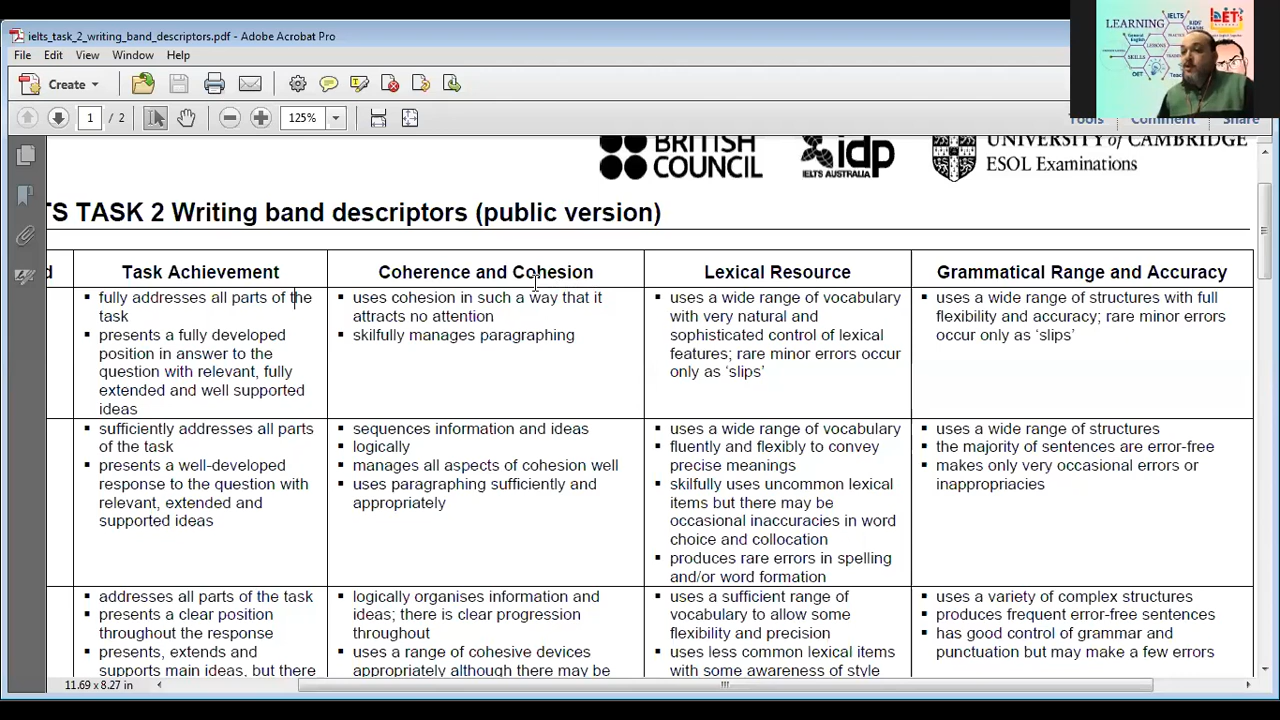 ielts_task_2_writing_band_descriptors.pdf - Adobe Acrobat Pro
File Edit View Window Help
Create
1 / 2 125%
Tools Comment Share
LEARNING
IELTS
General English
LESSONS
SKILLS
OET
BRITISH COUNCIL
idp
IELTS AUSTRALIA
UNIVERSITY of CAMBRIDGE
ESOL Examinations
TS TASK 2 Writing band descriptors (public version)
d Task Achievement Coherence and Cohesion Lexical Resource Grammatical Range and Accuracy
▪ fully addresses all parts of the
task
▪ presents a fully developed
position in answer to the
question with relevant, fully
extended and well supported
ideas
▪ uses cohesion in such a way that it
attracts no attention
▪ skilfully manages paragraphing
▪ uses a wide range of vocabulary
with very natural and
sophisticated control of lexical
features; rare minor errors occur
only as ‘slips’
▪ uses a wide range of structures with full
flexibility and accuracy; rare minor errors
occur only as ‘slips’
▪ sufficiently addresses all parts
of the task
▪ presents a well-developed
response to the question with
relevant, extended and
supported ideas
▪ sequences information and ideas
▪ logically
▪ manages all aspects of cohesion well
▪ uses paragraphing sufficiently and
appropriately
▪ uses a wide range of vocabulary
▪ fluently and flexibly to convey
precise meanings
▪ skilfully uses uncommon lexical
items but there may be
occasional inaccuracies in word
choice and collocation
▪ produces rare errors in spelling
and/or word formation
▪ uses a wide range of structures
▪ the majority of sentences are error-free
▪ makes only very occasional errors or
inappropriacies
▪ addresses all parts of the task
▪ presents a clear position
throughout the response
▪ presents, extends and
supports main ideas, but there
▪ logically organises information and
ideas; there is clear progression
throughout
▪ uses a range of cohesive devices
appropriately although there may be
▪ uses a sufficient range of
vocabulary to allow some
flexibility and precision
▪ uses less common lexical items
with some awareness of style
▪ uses a variety of complex structures
▪ produces frequent error-free sentences
▪ has good control of grammar and
punctuation but may make a few errors
11.69 x 8.27 in